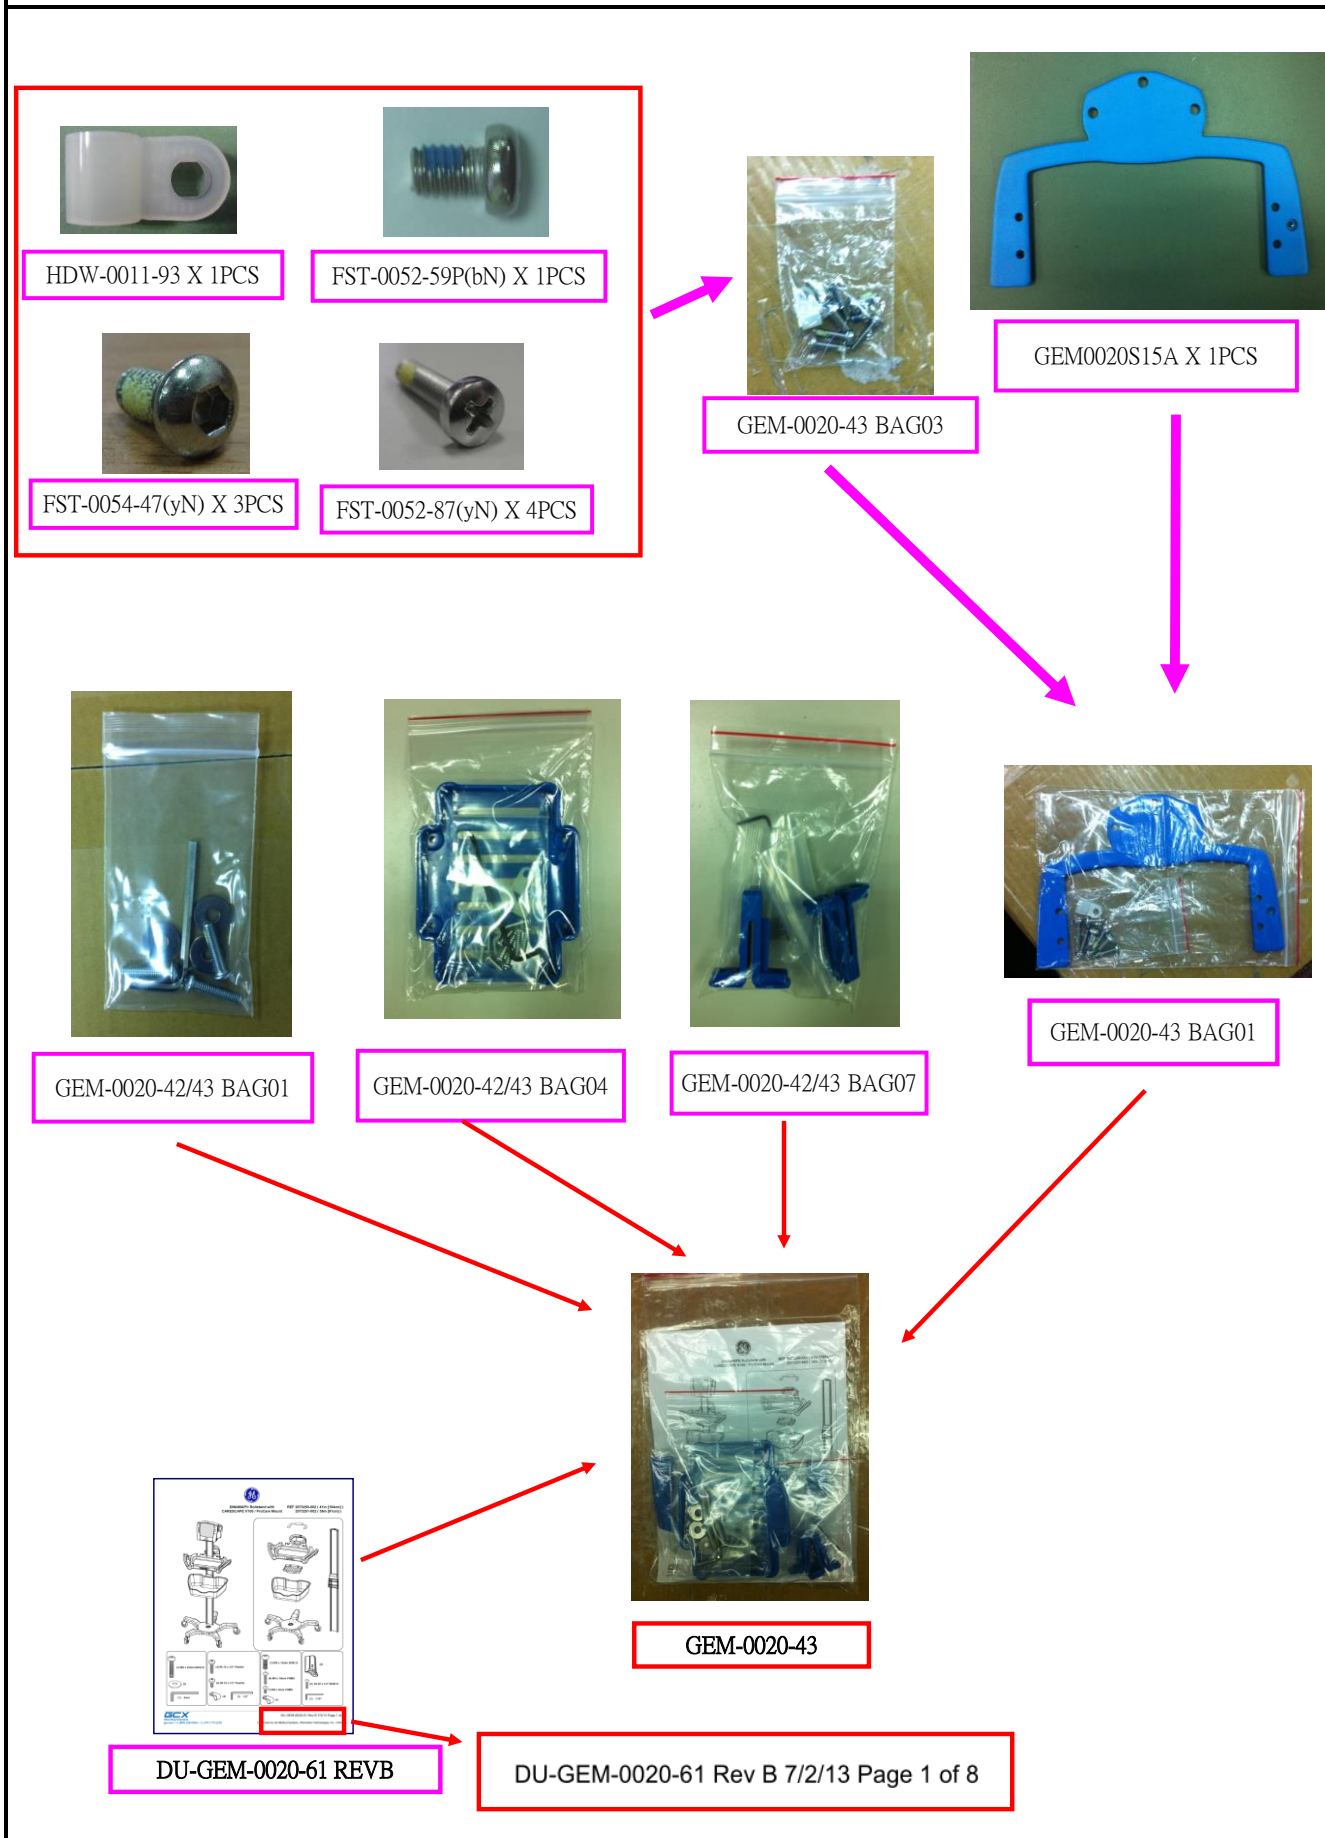 HDW-0011-93 X 1PCS
FST-0052-59P(bN) X 1PCS
FST-0054-47(yN) X 3PCS
FST-0052-87(yN) X 4PCS
GEM-0020-43 BAG03
GEM0020S15A X 1PCS
GEM-0020-42/43 BAG01
GEM-0020-42/43 BAG04
GEM-0020-42/43 BAG07
GEM-0020-43 BAG01
GEM-0020-43
GCX
DU-GEM-0020-61 REVB
DU-GEM-0020-61 Rev B 7/2/13 Page 1 of 8